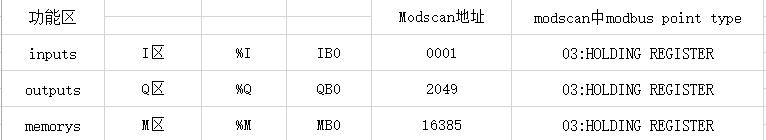 功能区 Modscan地址 modscan中modbus point type
inputs I区 %I IB0 0001 03:HOLDING REGISTER
outputs Q区 %Q QB0 2049 03:HOLDING REGISTER
memorys M区 %M MB0 16385 03:HOLDING REGISTER